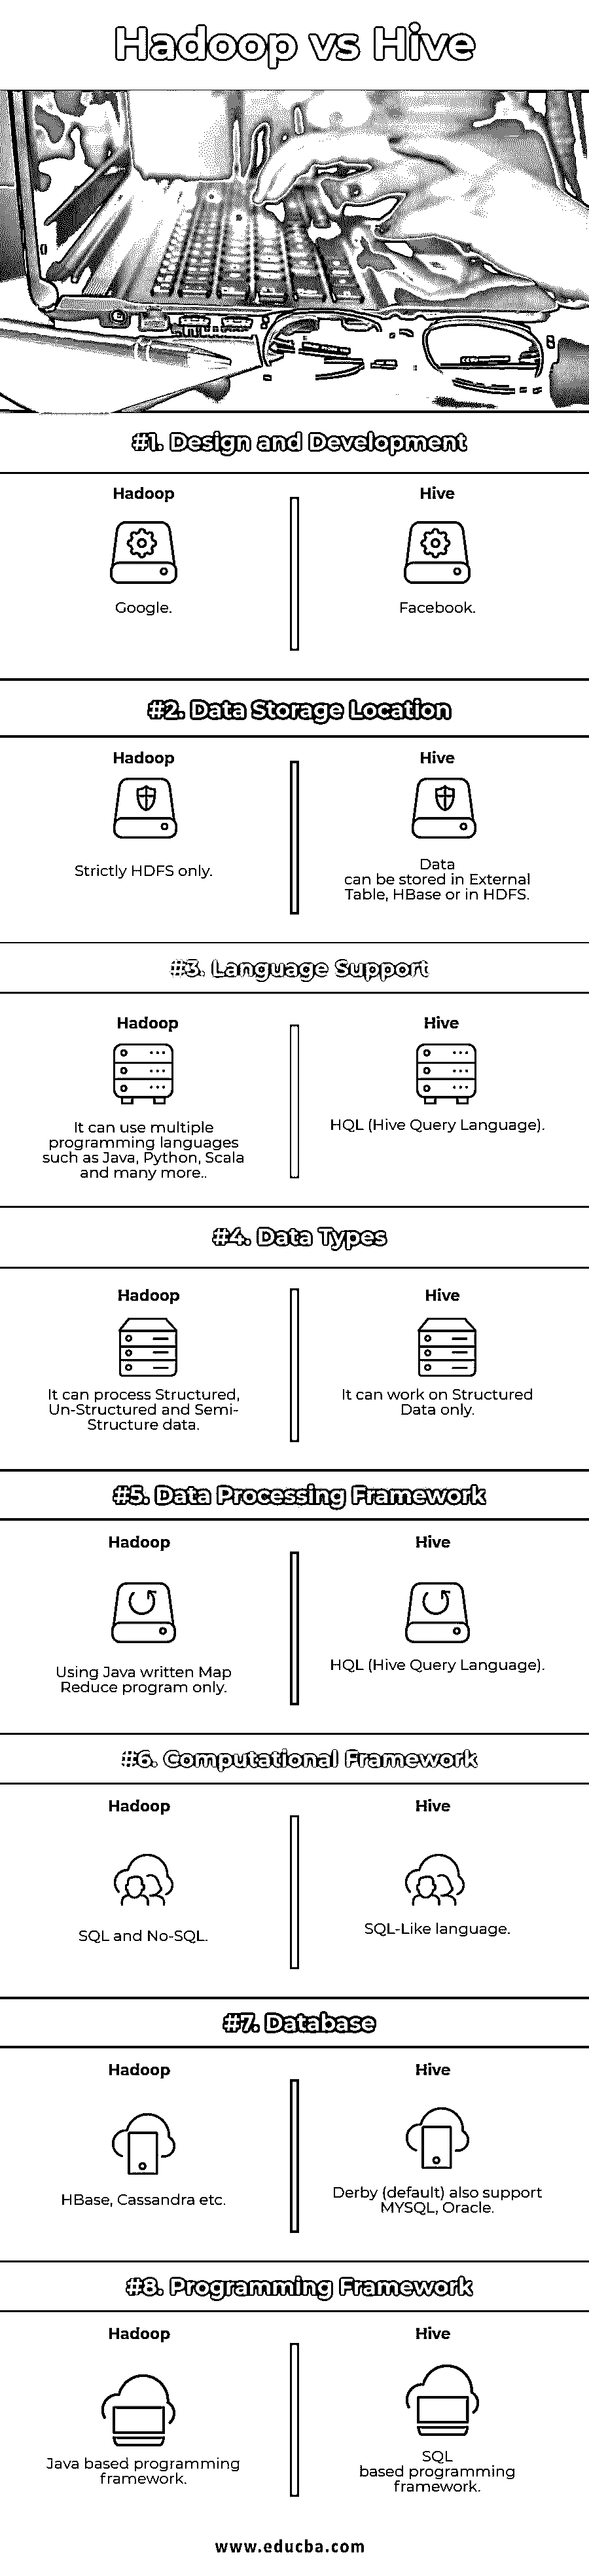 Hadoop vs Hive
#1. Design and Development
Hadoop
Hive
Google.
Facebook.
#2. Data Storage Location
Hadoop
Hive
Strictly HDFS only.
Data
can be stored in External
Table, HBase or in HDFS.
#3. Language Support
Hadoop
Hive
It can use multiple
programming languages
such as Java, Python, Scala
and many more..
HQL (Hive Query Language).
#4. Data Types
Hadoop
Hive
It can process Structured,
Un-Structured and Semi-
Structure data.
It can work on Structured
Data only.
#5. Data Processing Framework
Hadoop
Hive
Using Java written Map
Reduce program only.
HQL (Hive Query Language).
#6. Computational Framework
Hadoop
Hive
SQL and No-SQL.
SQL-Like language.
#7. Database
Hadoop
Hive
HBase, Cassandra etc.
Derby (default) also support
MYSQL, Oracle.
#8. Programming Framework
Hadoop
Hive
Java based programming
framework.
SQL
based programming
framework.
www.educba.com